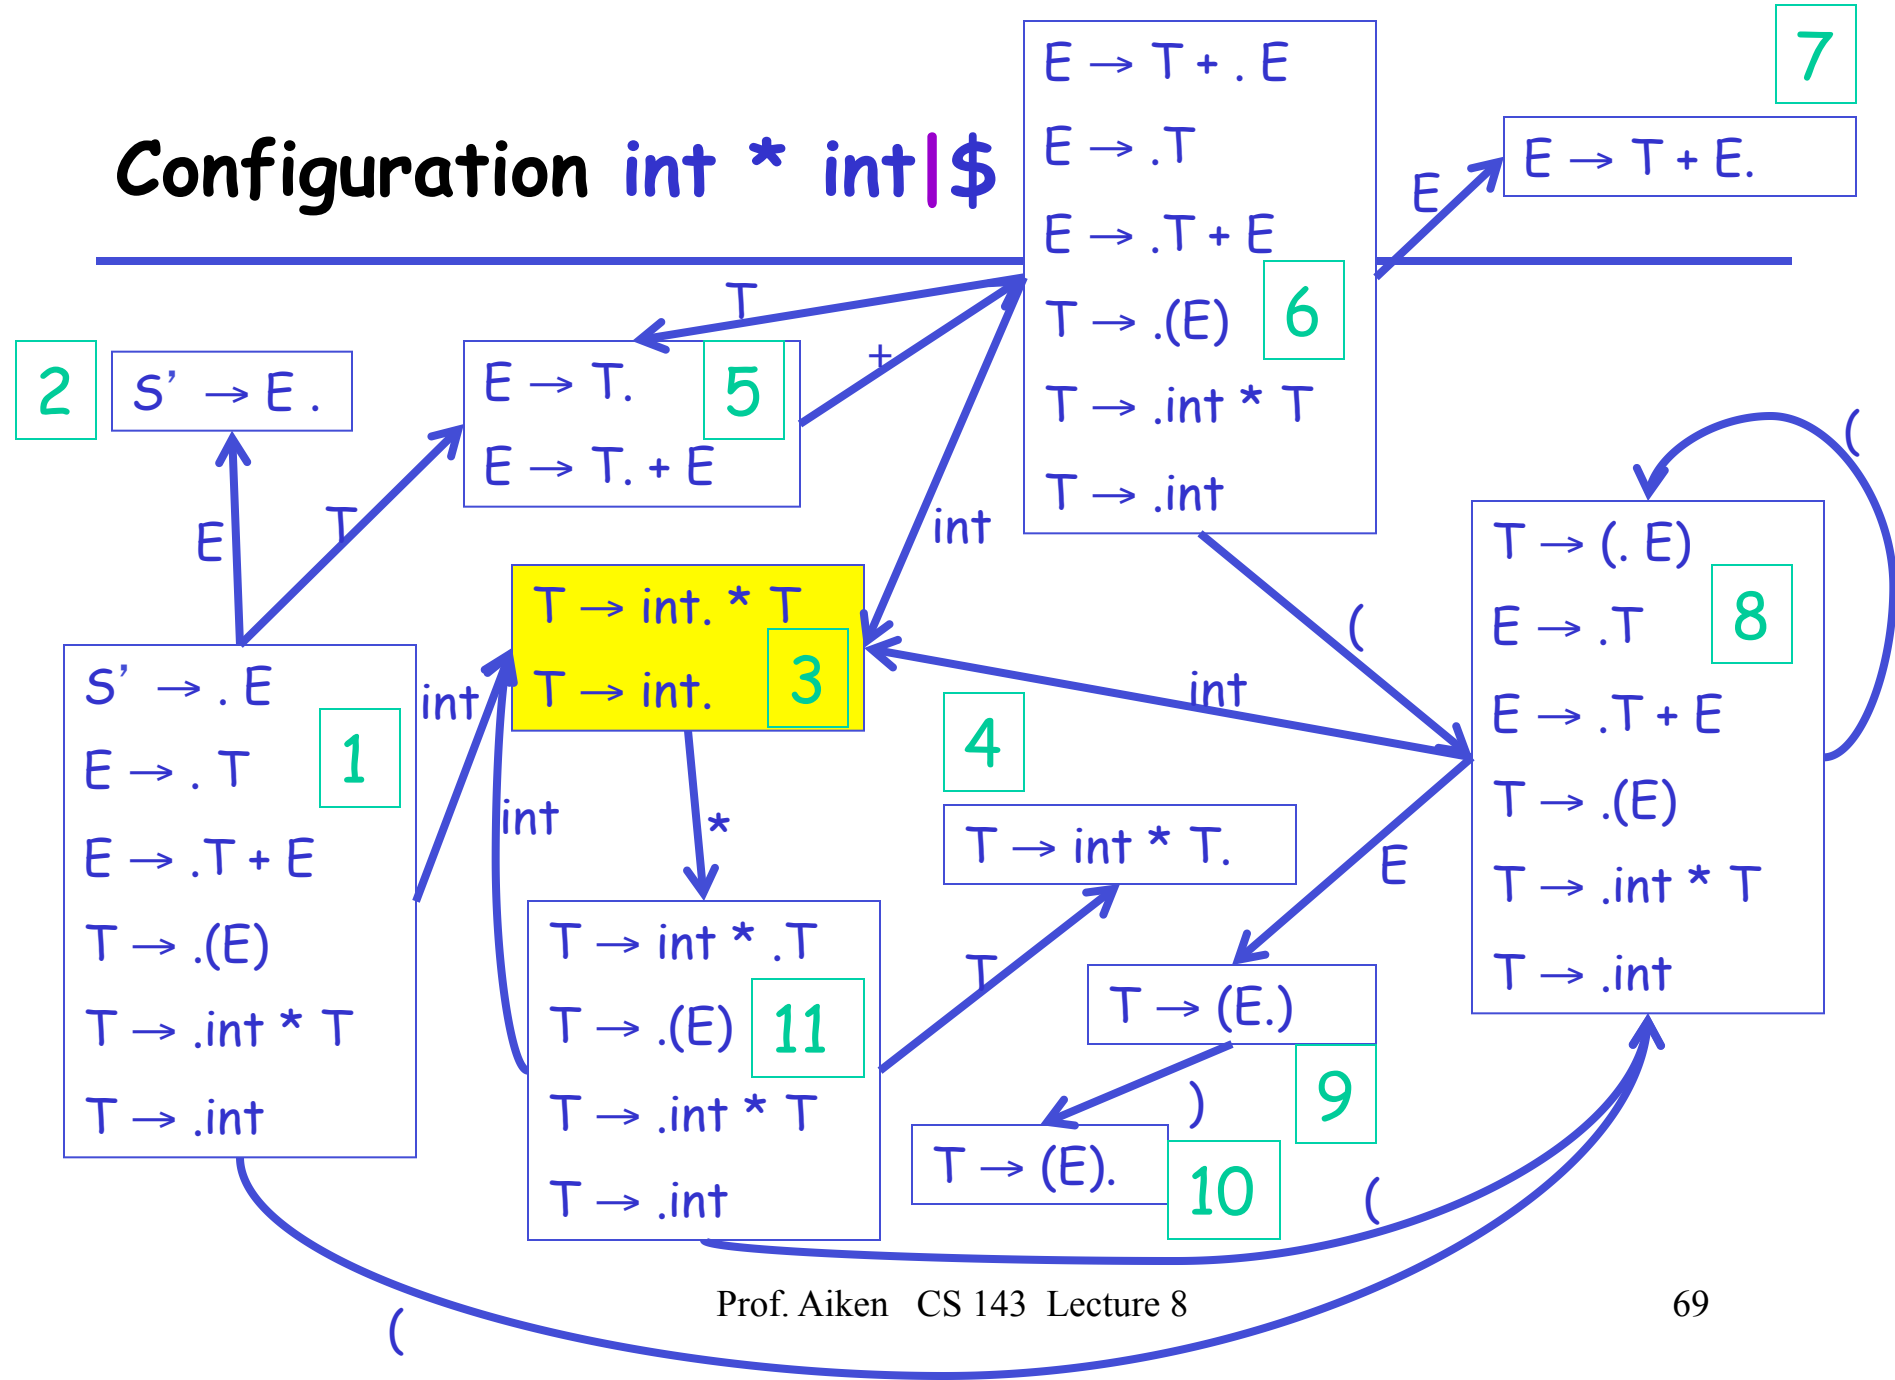 Configuration int * int|$
E → T + . E
E → .T
E → .T + E
T → .(E)
T → .int * T
T → .int
6
7
E → T + E.
E
T
+
int
(
2
S’ → E .
E → T.
E → T. + E
5
E
T
T → int. * T
T → int.
3
int
int
*
int
S’ → . E
E → . T
E → .T + E
T → .(E)
T → .int * T
T → .int
1
4
T → int * T.
T
T → int * .T
T → .(E)
T → .int * T
T → .int
11
T → (. E)
E → .T
E → .T + E
T → .(E)
T → .int * T
T → .int
8
(
E
T → (E.)
9
)
T → (E).
10
(
(
Prof. Aiken CS 143 Lecture 8
69